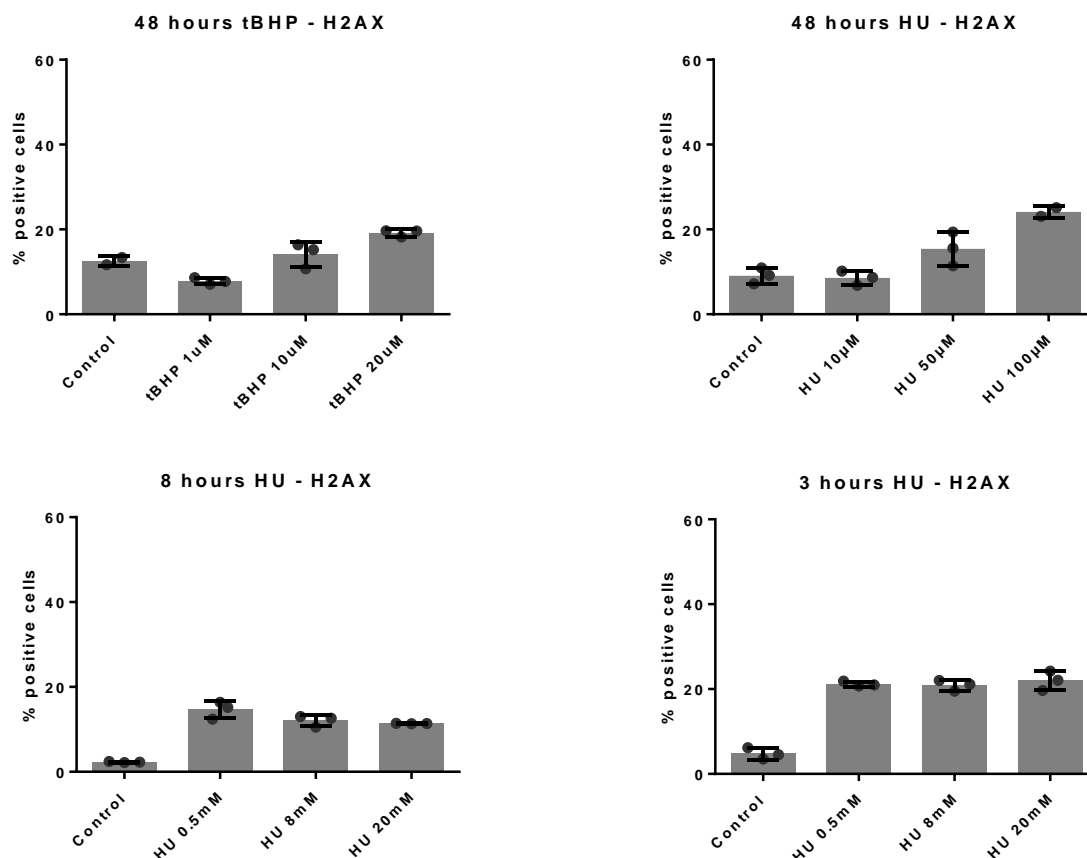 48 hours tBHP - H2AX
% positive cells
60
40
20
0
Control
tBHP 1uM
tBHP 10uM
tBHP 20uM
48 hours HU - H2AX
% positive cells
60
40
20
0
Control
HU 10µM
HU 50µM
HU 100µM
8 hours HU - H2AX
% positive cells
60
40
20
0
Control
HU 0.5mM
HU 8mM
HU 20mM
3 hours HU - H2AX
% positive cells
60
40
20
0
Control
HU 0.5mM
HU 8mM
HU 20mM